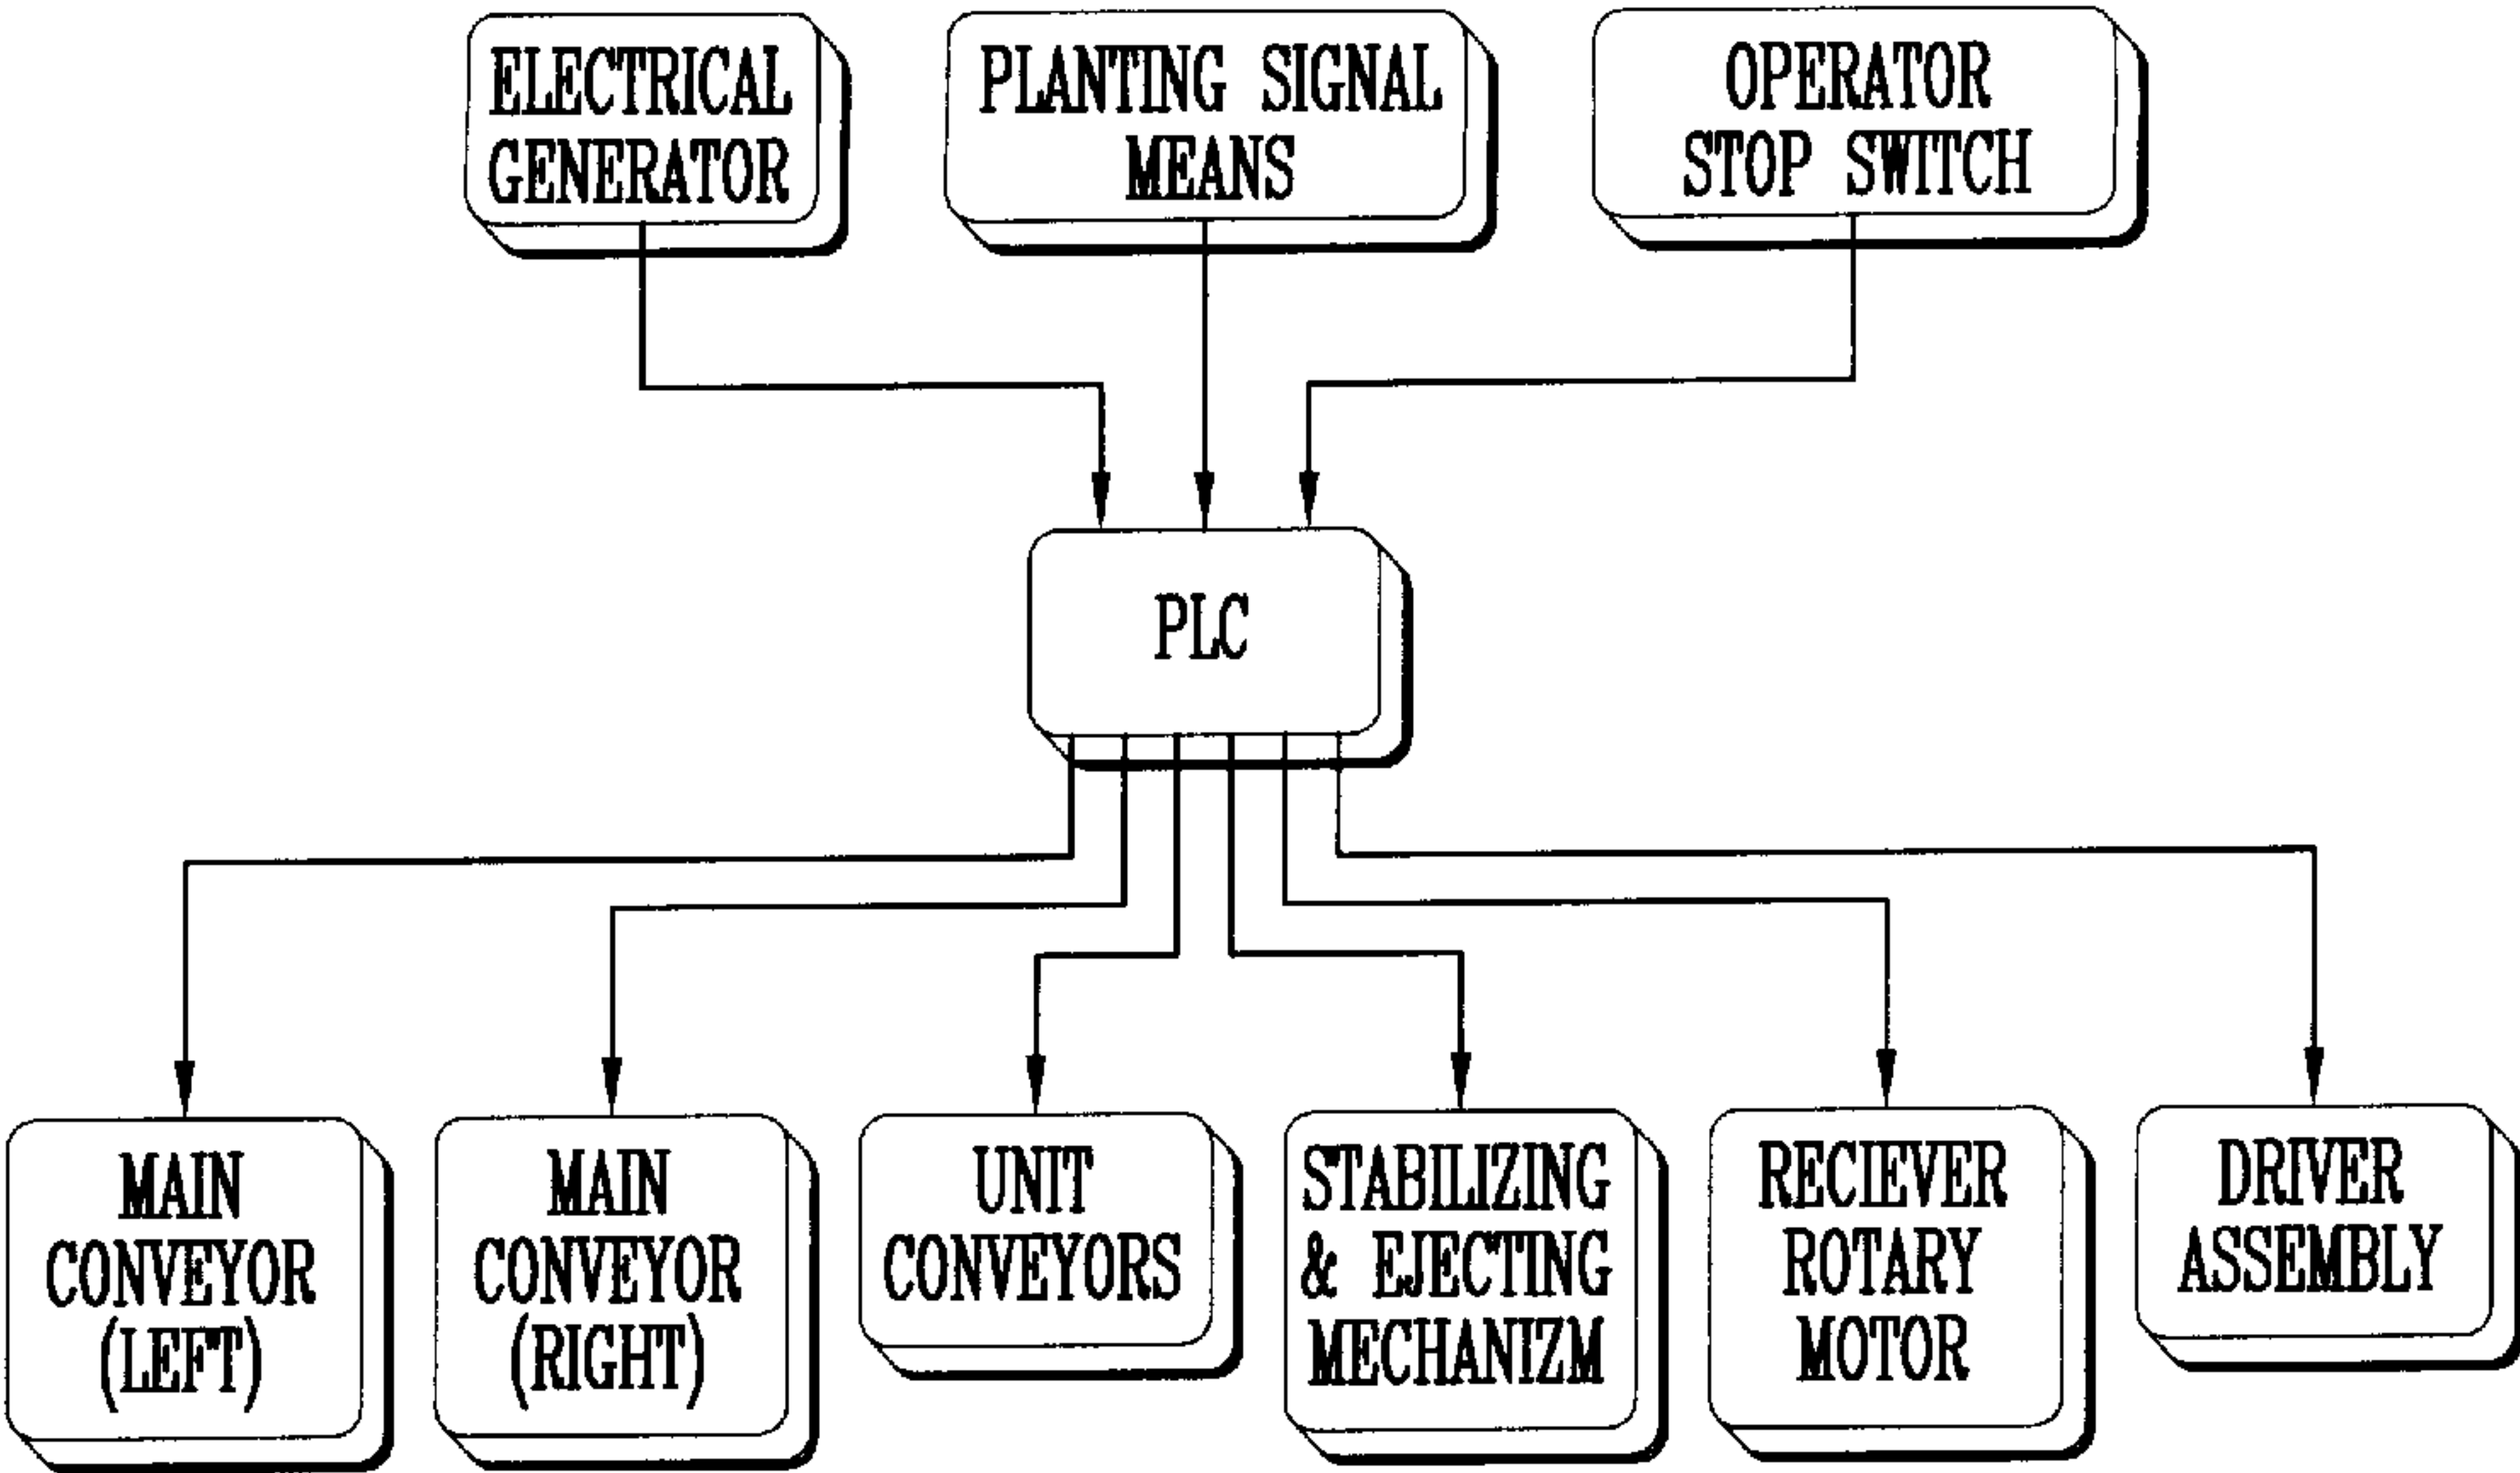 ELECTRICAL
GENERATOR
PLANTING SIGNAL
MEANS
OPERATOR
STOP SWITCH
PLC
MAIN
CONVEYOR
(LEFT)
MAIN
CONVEYOR
(RIGHT)
UNIT
CONVEYORS
STABILIZING
& EJECTING
MECHANIZM
RECIEVER
ROTARY
MOTOR
DRIVER
ASSEMBLY